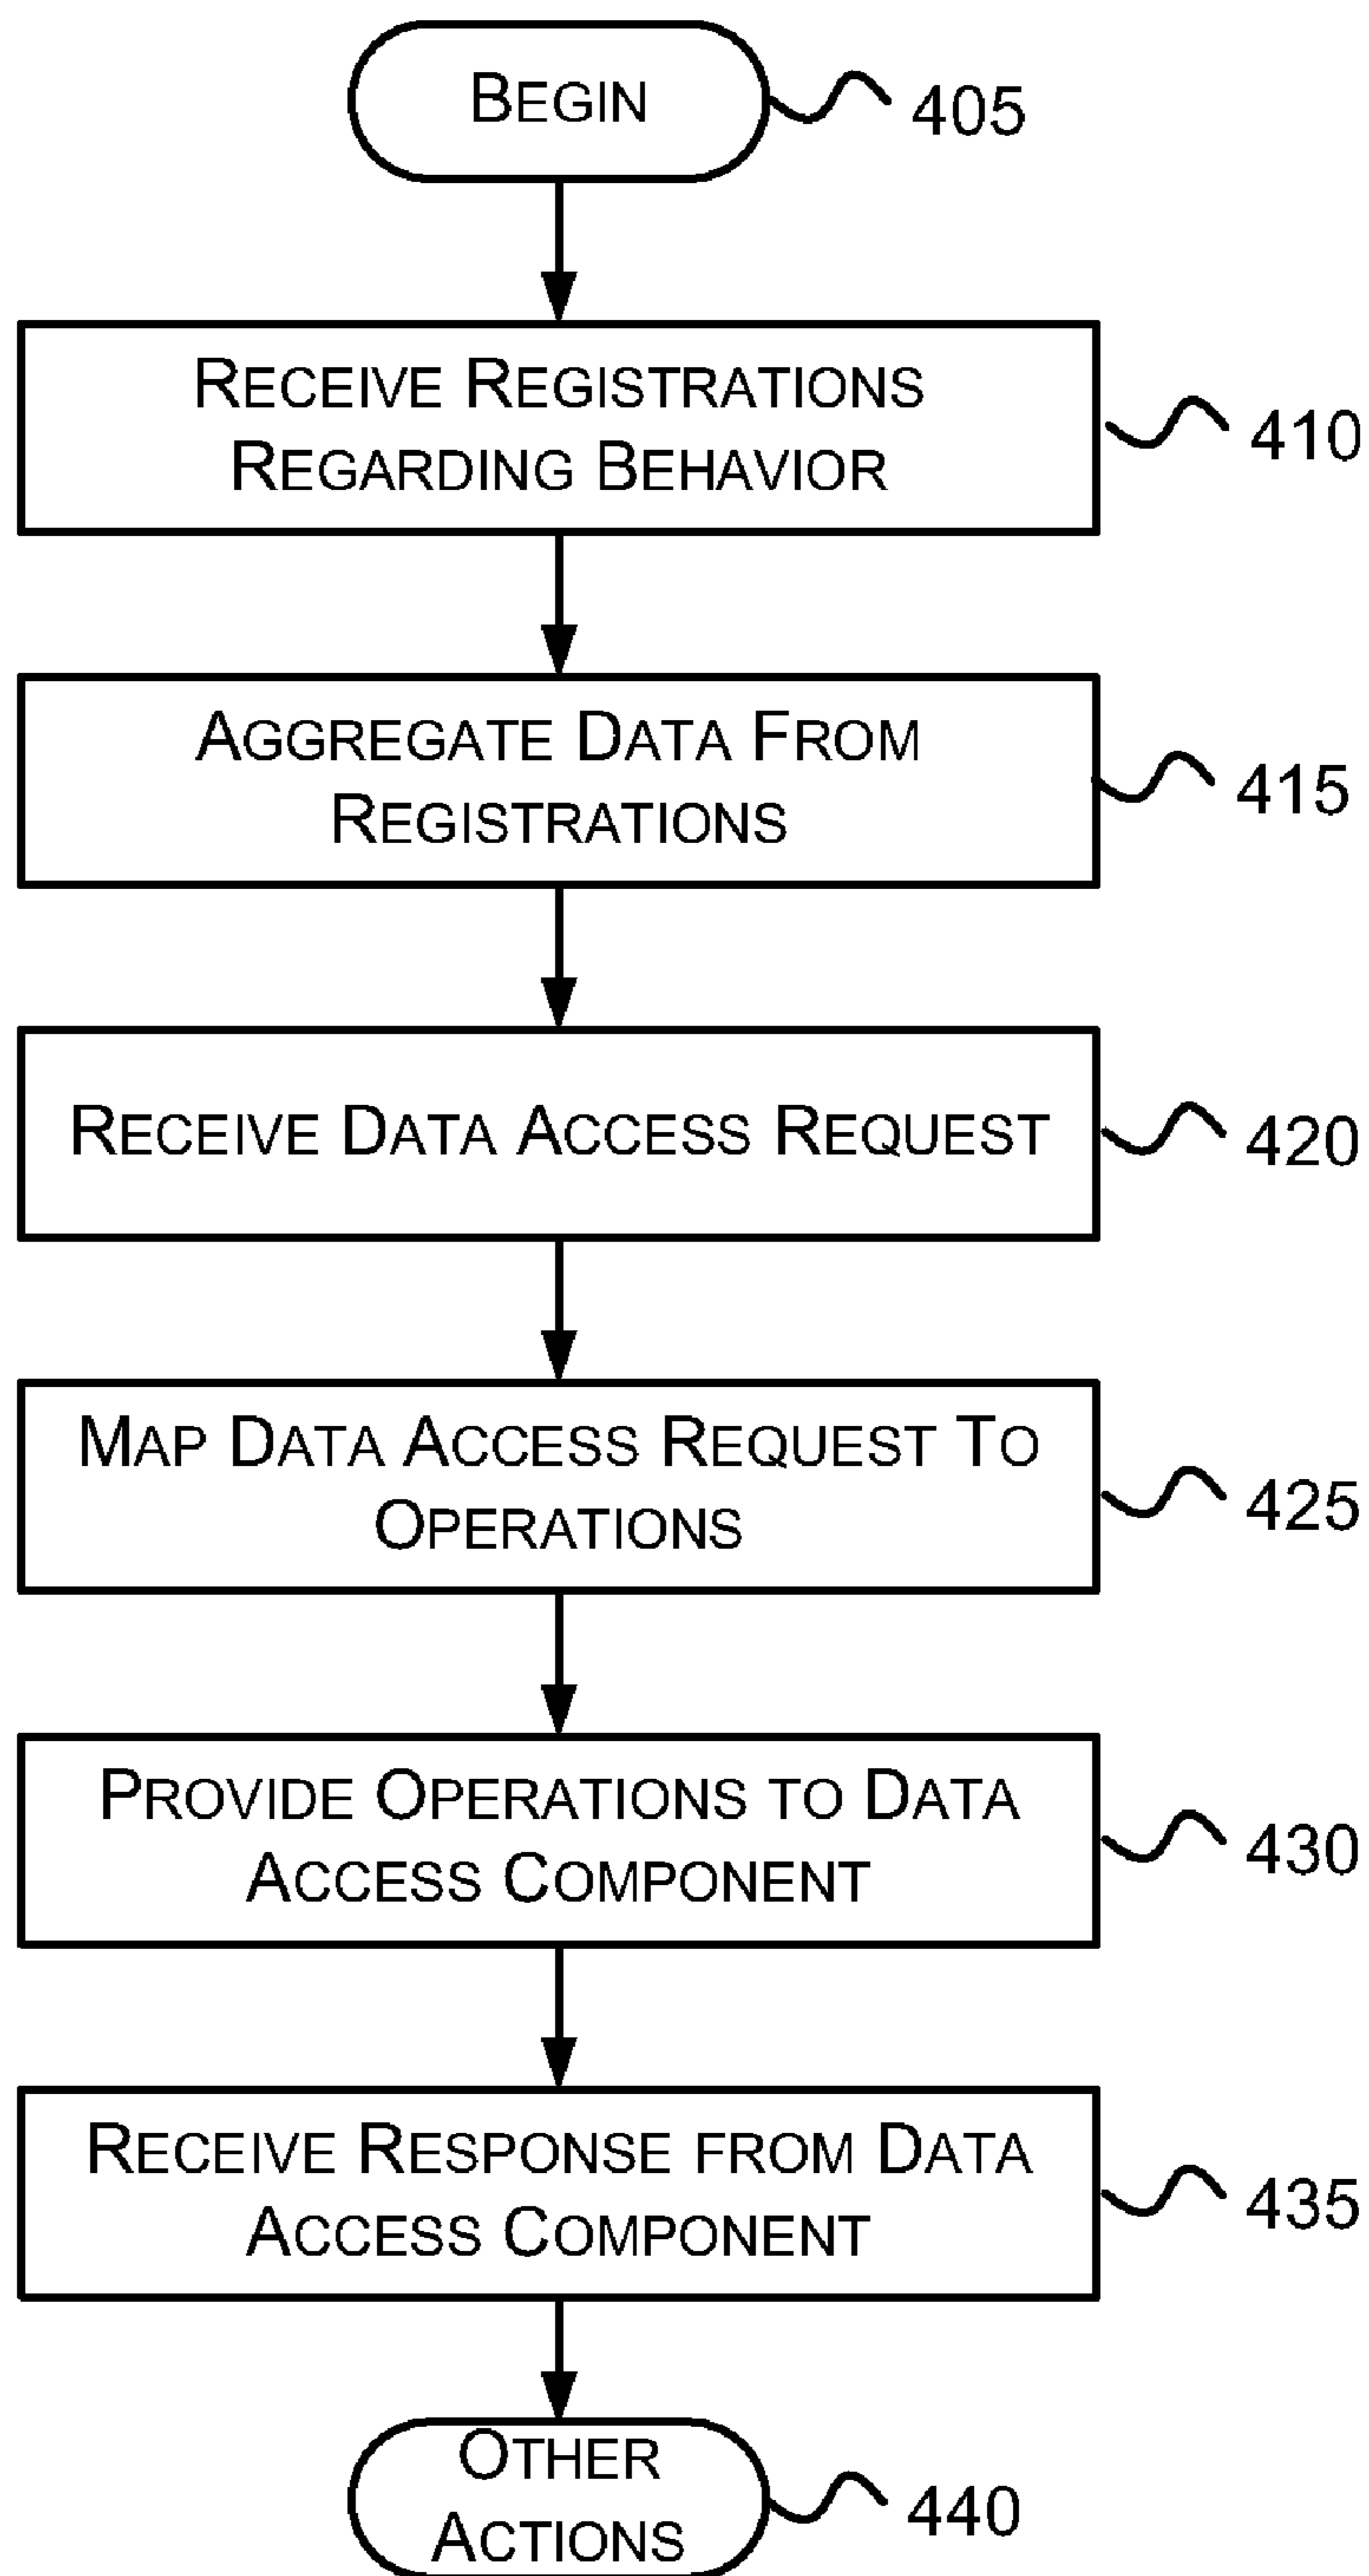 BEGIN
405
RECEIVE REGISTRATIONS
REGARDING BEHAVIOR
410
AGGREGATE DATA FROM
REGISTRATIONS
415
RECEIVE DATA ACCESS REQUEST
420
MAP DATA ACCESS REQUEST TO
OPERATIONS
425
PROVIDE OPERATIONS TO DATA
ACCESS COMPONENT
430
RECEIVE RESPONSE FROM DATA
ACCESS COMPONENT
435
OTHER
ACTIONS
440